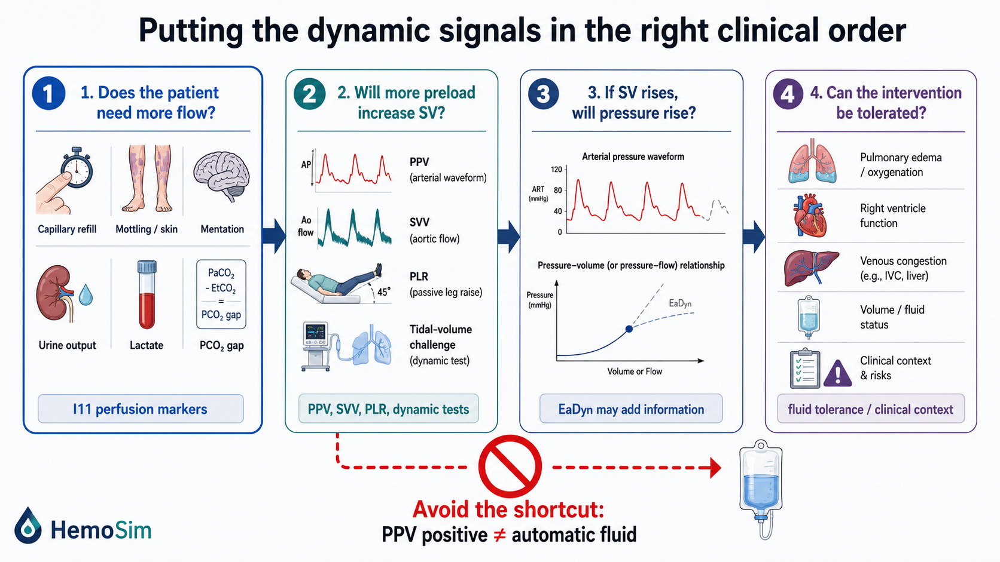 Putting the dynamic signals in the right clinical order
1
1. Does the patient
need more flow?
Capillary refill
Mottling / skin
Mentation
Urine output
Lactate
PaCO₂
- EtCO₂
=
PCO₂ gap
PCO₂ gap
I11 perfusion markers
2
2. Will more preload
increase SV?
AP
PPV
(arterial waveform)
Ao
flow
SVV
(aortic flow)
45°
PLR
(passive leg raise)
Tidal-volume
challenge
(dynamic test)
PPV, SVV, PLR, dynamic tests
3
3. If SV rises,
will pressure rise?
Arterial pressure waveform
ART
(mmHg)
120
80
40
0
Pressure–volume (or pressure–flow) relationship
Pressure
(mmHg)
EaDyn
Volume or Flow
EaDyn may add information
4
4. Can the intervention
be tolerated?
Pulmonary edema
/ oxygenation
Right ventricle
function
Venous congestion
(e.g., IVC, liver)
Volume / fluid
status
Clinical context
& risks
fluid tolerance / clinical context
Avoid the shortcut:
PPV positive ≠ automatic fluid
HemoSim